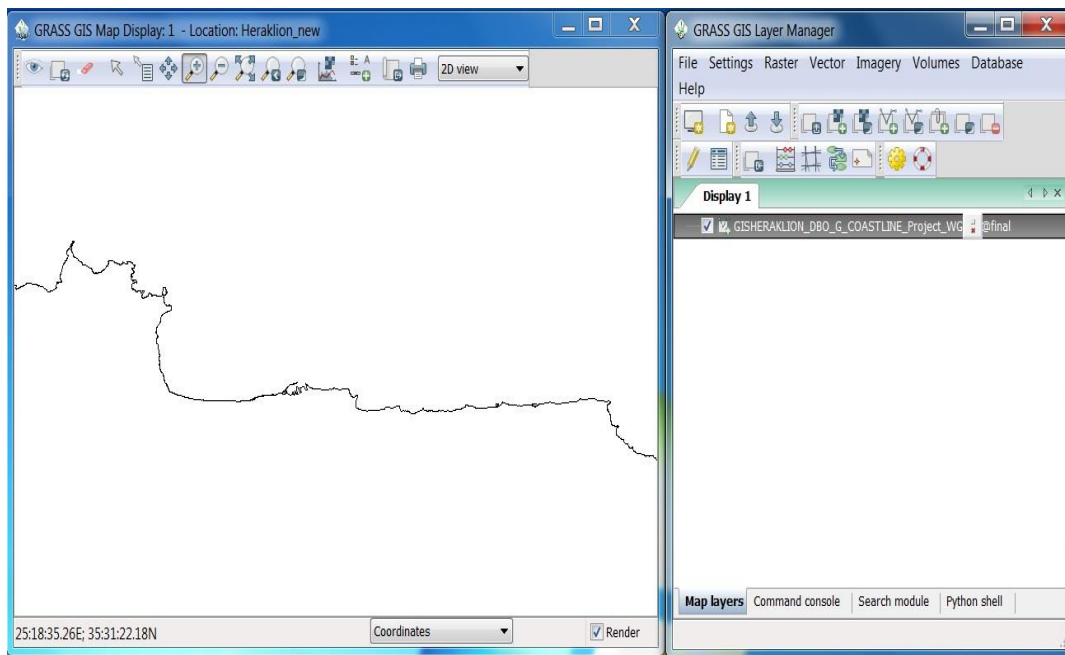 GRASS GIS Map Display: 1 - Location: Heraklion_new
2D view
25:18:35.26E; 35:31:22.18N
Coordinates
Render
GRASS GIS Layer Manager
File Settings Raster Vector Imagery Volumes Database
Help
Display 1
GISHERAKLION_DBO_G_COASTLINE_Project_WG @final
Map layers Command console Search module Python shell